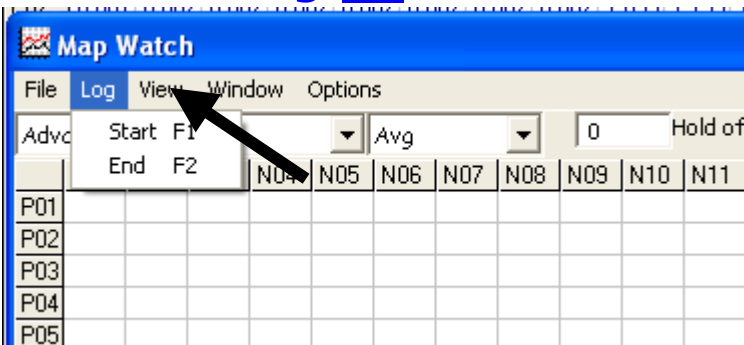 Map Watch
File Log View Window Options
Start F1
End F2
Avg 0 Hold of
N04 N05 N06 N07 N08 N09 N10 N11
P01
P02
P03
P04
P05